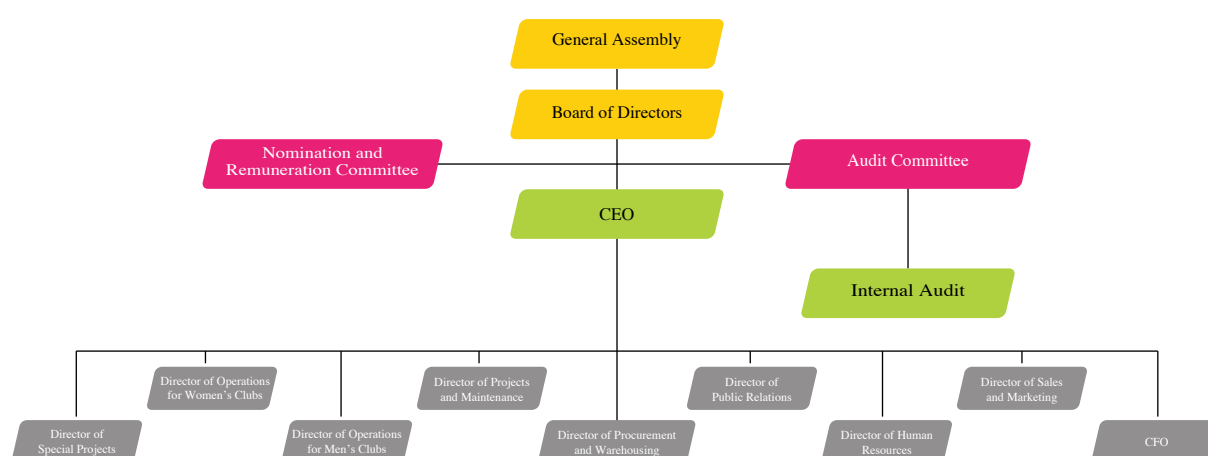 General Assembly
Board of Directors
Nomination and
Remuneration Committee
Audit Committee
CEO
Internal Audit
Director of Operations
for Women’s Clubs
Director of Projects
and Maintenance
Director of
Public Relations
Director of Sales
and Marketing
Director of
Special Projects
Director of Operations
for Men’s Clubs
Director of Procurement
and Warehousing
Director of Human
Resources
CFO